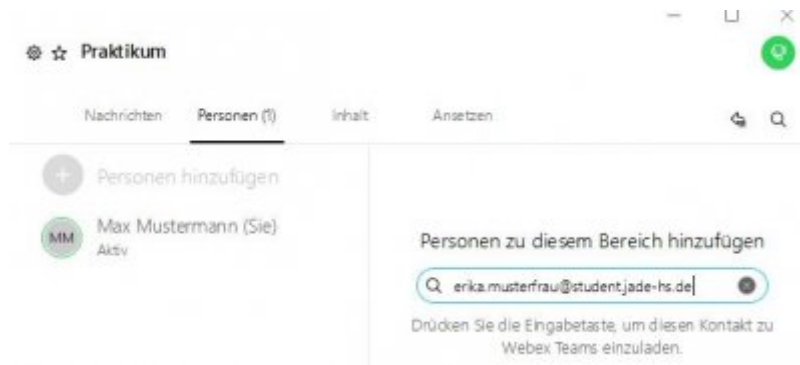 Praktikum
Nachrichten Personen (1) Inhalt Ansetzen
Personen hinzufügen
MM Max Mustermann (Sie)
Aktiv
Personen zu diesem Bereich hinzufügen
erika.musterfrau@student.jade-hs.de
Drücken Sie die Eingabetaste, um diesen Kontakt zu
Webex Teams einzuladen.